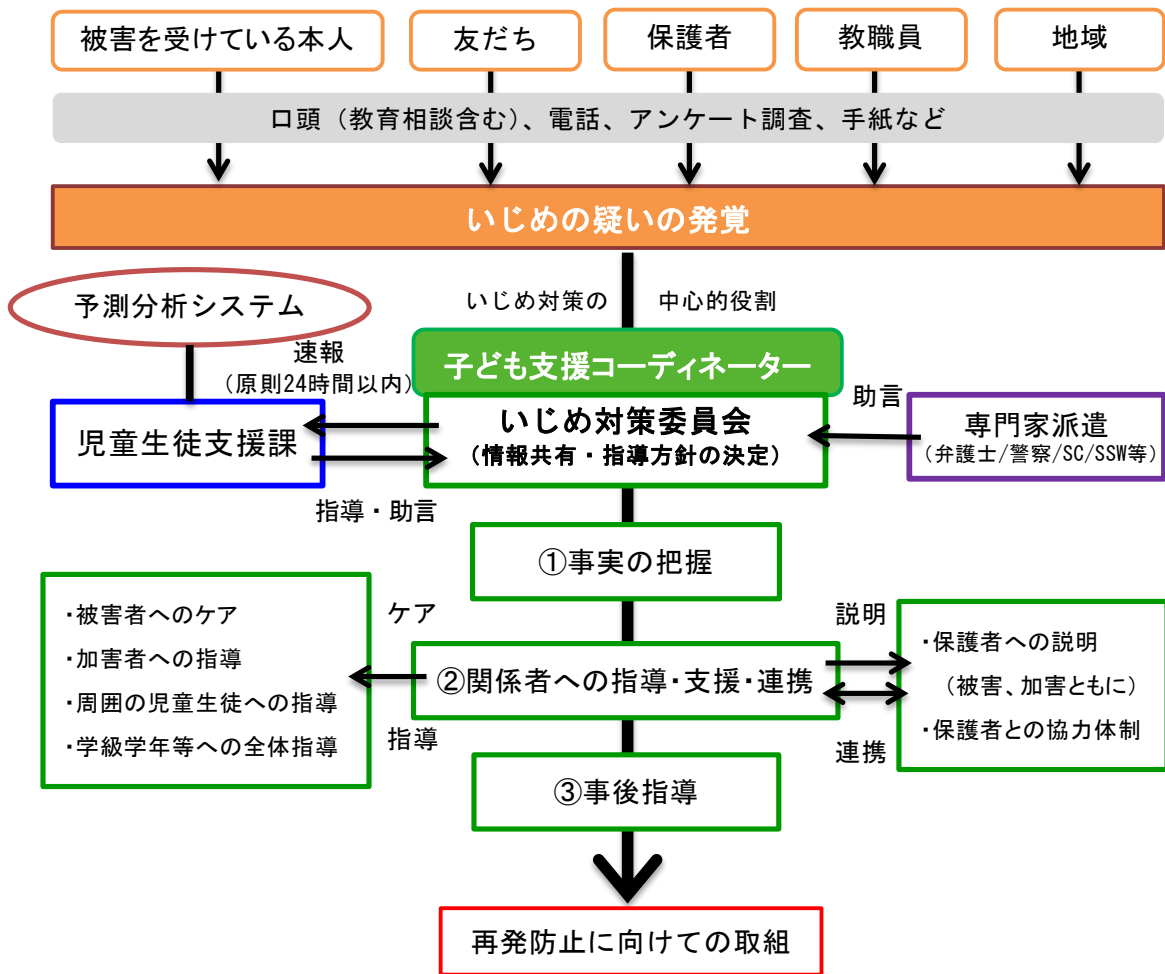 被害を受けている本人
友だち
保護者
教職員
地域
口頭（教育相談含む）、電話、アンケート調査、手紙など
いじめの疑いの発覚
いじめ対策の
中心的役割
予測分析システム
速報
（原則24時間以内）
子ども支援コーディネーター
いじめ対策委員会
（情報共有・指導方針の決定）
児童生徒支援課
指導・助言
助言
専門家派遣
（弁護士/警察/SC/SSW等）
①事実の把握
ケア
・被害者へのケア
・加害者への指導
・周囲の児童生徒への指導
・学級学年等への全体指導
指導
②関係者への指導・支援・連携
説明
・保護者への説明
（被害、加害ともに）
・保護者との協力体制
連携
③事後指導
再発防止に向けての取組